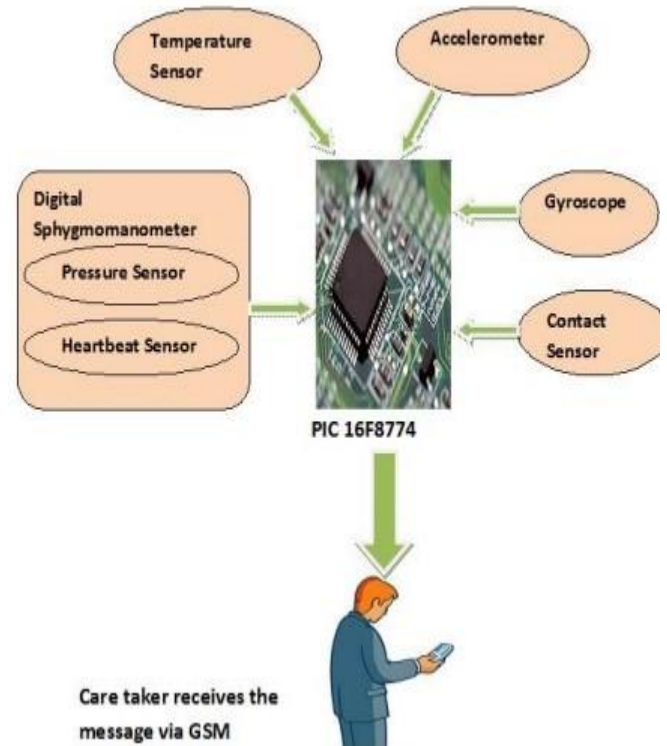 Temperature
Sensor
Accelerometer
Digital
Sphygmomanometer
Pressure Sensor
Heartbeat Sensor
Gyroscope
Contact
Sensor
PIC 16F8774
Care taker receives the
message via GSM